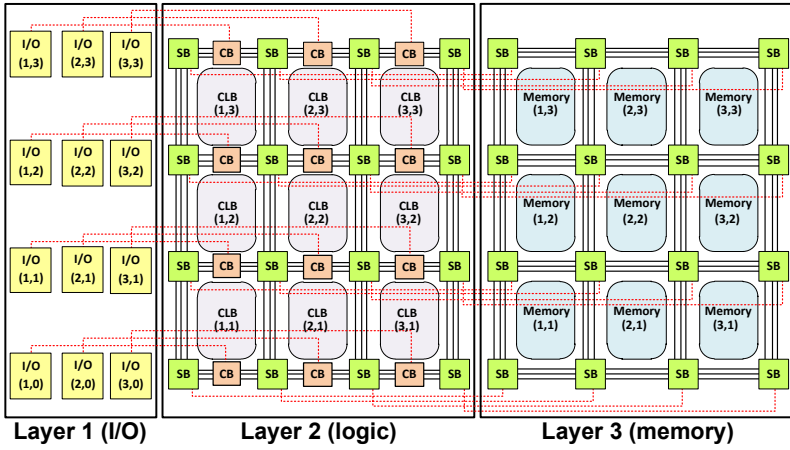 I/O I/O I/O
(1,3) (2,3) (3,3)
SB CB SB CB SB CB SB
SB SB SB SB
CLB CLB CLB
(1,3) (2,3) (3,3)
Memory Memory Memory
(1,3) (2,3) (3,3)
I/O I/O I/O
(1,2) (2,2) (3,2)
SB CB SB CB SB CB SB
SB SB SB SB
CLB CLB CLB
(1,2) (2,2) (3,2)
Memory Memory Memory
(1,2) (2,2) (3,2)
I/O I/O I/O
(1,1) (2,1) (3,1)
SB CB SB CB SB CB SB
SB SB SB SB
CLB CLB CLB
(1,1) (2,1) (3,1)
Memory Memory Memory
(1,1) (2,1) (3,1)
I/O I/O I/O
(1,0) (2,0) (3,0)
SB CB SB CB SB CB SB
SB SB SB SB
Layer 1 (I/O)
Layer 2 (logic)
Layer 3 (memory)